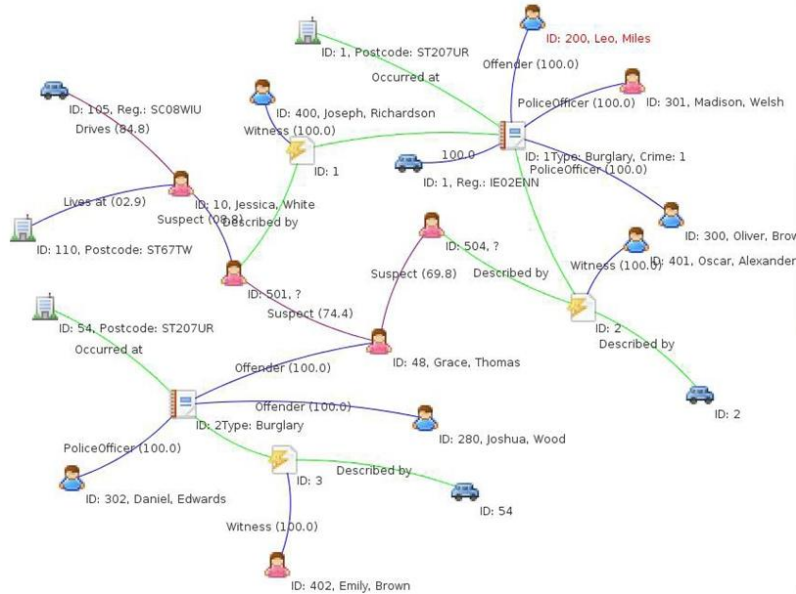 ID: 200, Leo, Miles
ID: 1, Postcode: ST207UR
Offender (100.0)
Occurred at
PoliceOfficer (100.0)
ID: 301, Madison, Welsh
ID: 105, Reg.: SC08WIU
ID: 400, Joseph, Richardson
Drives (84.8)
Witness (100.0)
100.0
ID: 1Type: Burglary, Crime: 1
ID: 1
PoliceOfficer (100.0)
ID: 1, Reg.: IE02ENN
Lives at (02.9)
ID: 10, Jessica, White
Suspect
Described by
ID: 300, Oliver, Brow
ID: 110, Postcode: ST67TW
ID: 504, ?
ID: 401, Oscar, Alexander
Witness (100.0)
Suspect (69.8)
Described by
ID: 501, ?
Suspect (74.4)
ID: 54, Postcode: ST207UR
ID: 2
Occurred at
Described by
ID: 48, Grace, Thomas
Offender (100.0)
Offender (100.0)
ID: 2
ID: 2Type: Burglary
ID: 280, Joshua, Wood
PoliceOfficer (100.0)
Described by
ID: 3
ID: 302, Daniel, Edwards
ID: 54
Witness (100.0)
ID: 402, Emily, Brown